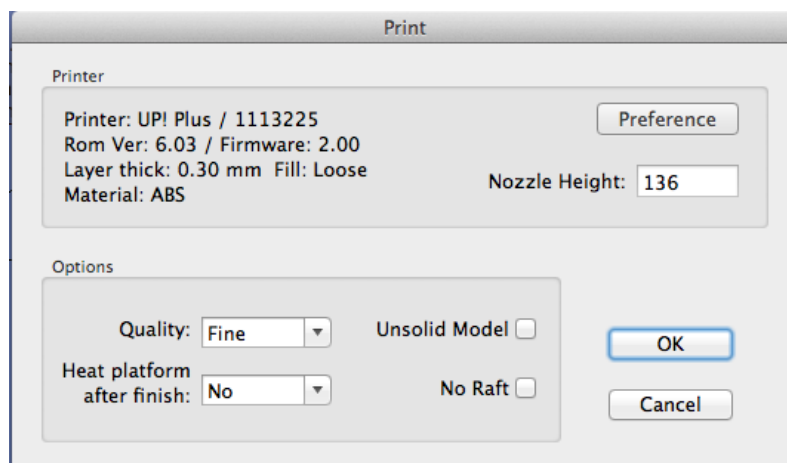 Print
Printer
Printer: UP! Plus / 1113225
Rom Ver: 6.03 / Firmware: 2.00
Layer thick: 0.30 mm  Fill: Loose
Material: ABS
Preference
Nozzle Height: 136
Options
Quality: Fine
Unsolid Model
Heat platform
after finish: No
No Raft
OK
Cancel